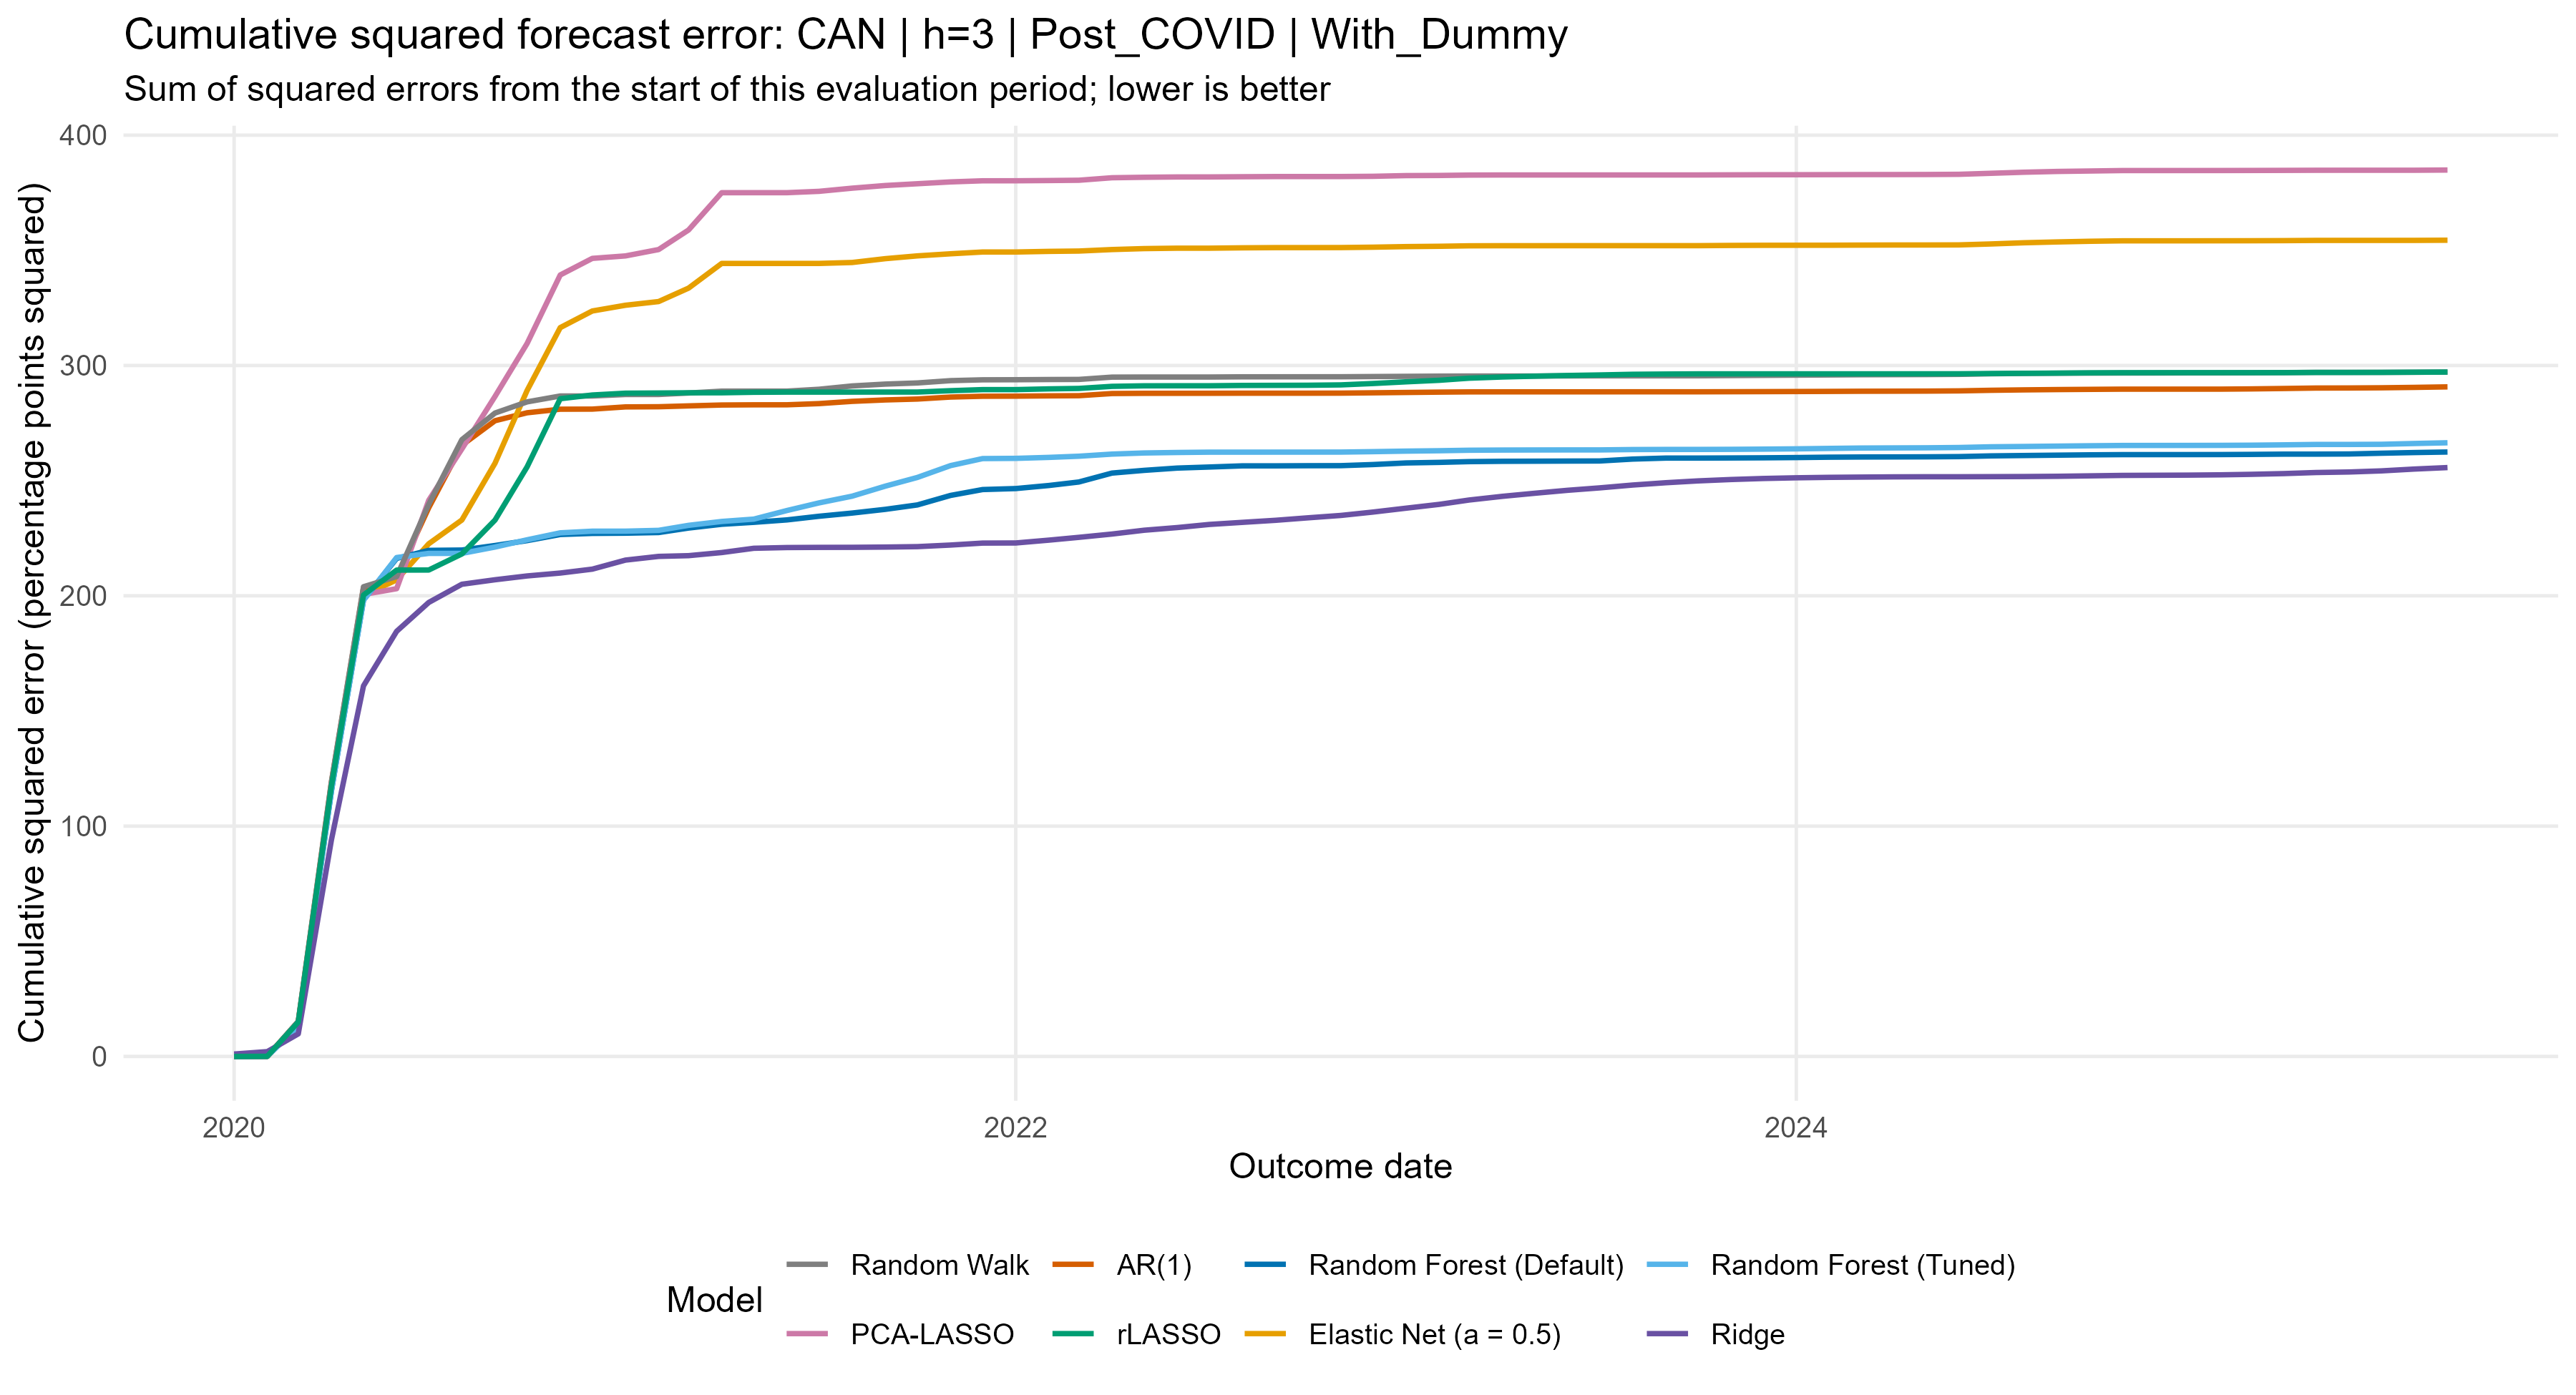 Cumulative squared forecast error: CAN | h=3 | Post_COVID | With_Dummy
Sum of squared errors from the start of this evaluation period; lower is better
Cumulative squared error (percentage points squared)
400
300
200
100
0
2020
2022
2024
Outcome date
Model
Random Walk
AR(1)
Random Forest (Default)
Random Forest (Tuned)
PCA-LASSO
rLASSO
Elastic Net (a = 0.5)
Ridge